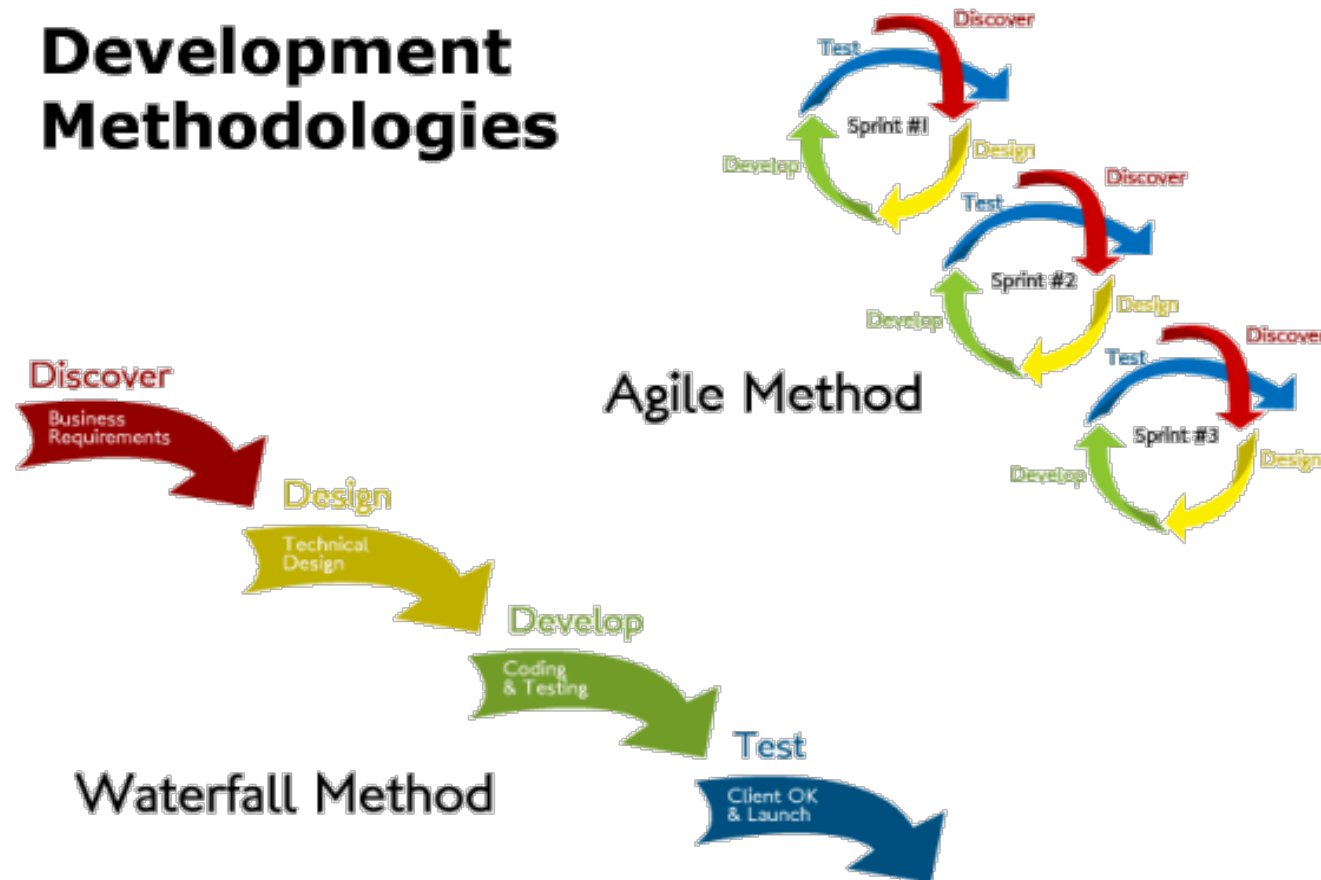 Development
Methodologies
Discover
Test
Sprint #1
Design
Develop
Discover
Test
Sprint #2
Design
Develop
Discover
Test
Sprint #3
Design
Develop
Agile Method
Discover
Business
Requirements
Design
Technical
Design
Develop
Coding
& Testing
Test
Client OK
& Launch
Waterfall Method